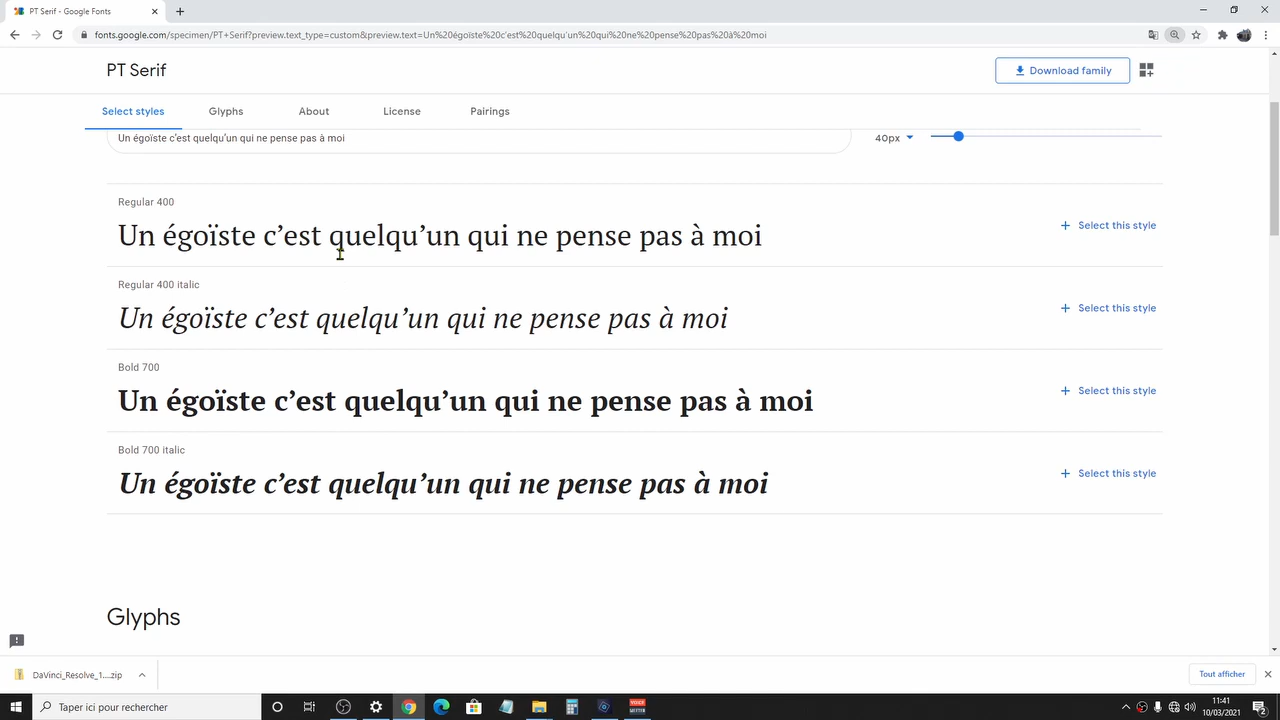 PT Serif - Google Fonts
fonts.google.com/specimen/PT+Serif?preview.text_type=custom&preview.text=Un%20égoïste%20c'est%20quelqu'un%20qui%20ne%20pense%20pas%20à%20moi
PT Serif
Download family
Select styles Glyphs About License Pairings
Un égoïste c'est quelqu'un qui ne pense pas à moi
40px
Regular 400
Un égoïste c'est quelqu'un qui ne pense pas à moi
Select this style
Regular 400 italic
Un égoïste c'est quelqu'un qui ne pense pas à moi
Select this style
Bold 700
Un égoïste c'est quelqu'un qui ne pense pas à moi
Select this style
Bold 700 italic
Un égoïste c'est quelqu'un qui ne pense pas à moi
Select this style
Glyphs
DaVinci_Resolve_1....zip
Tout afficher
Taper ici pour rechercher
11:41
10/03/2021
2